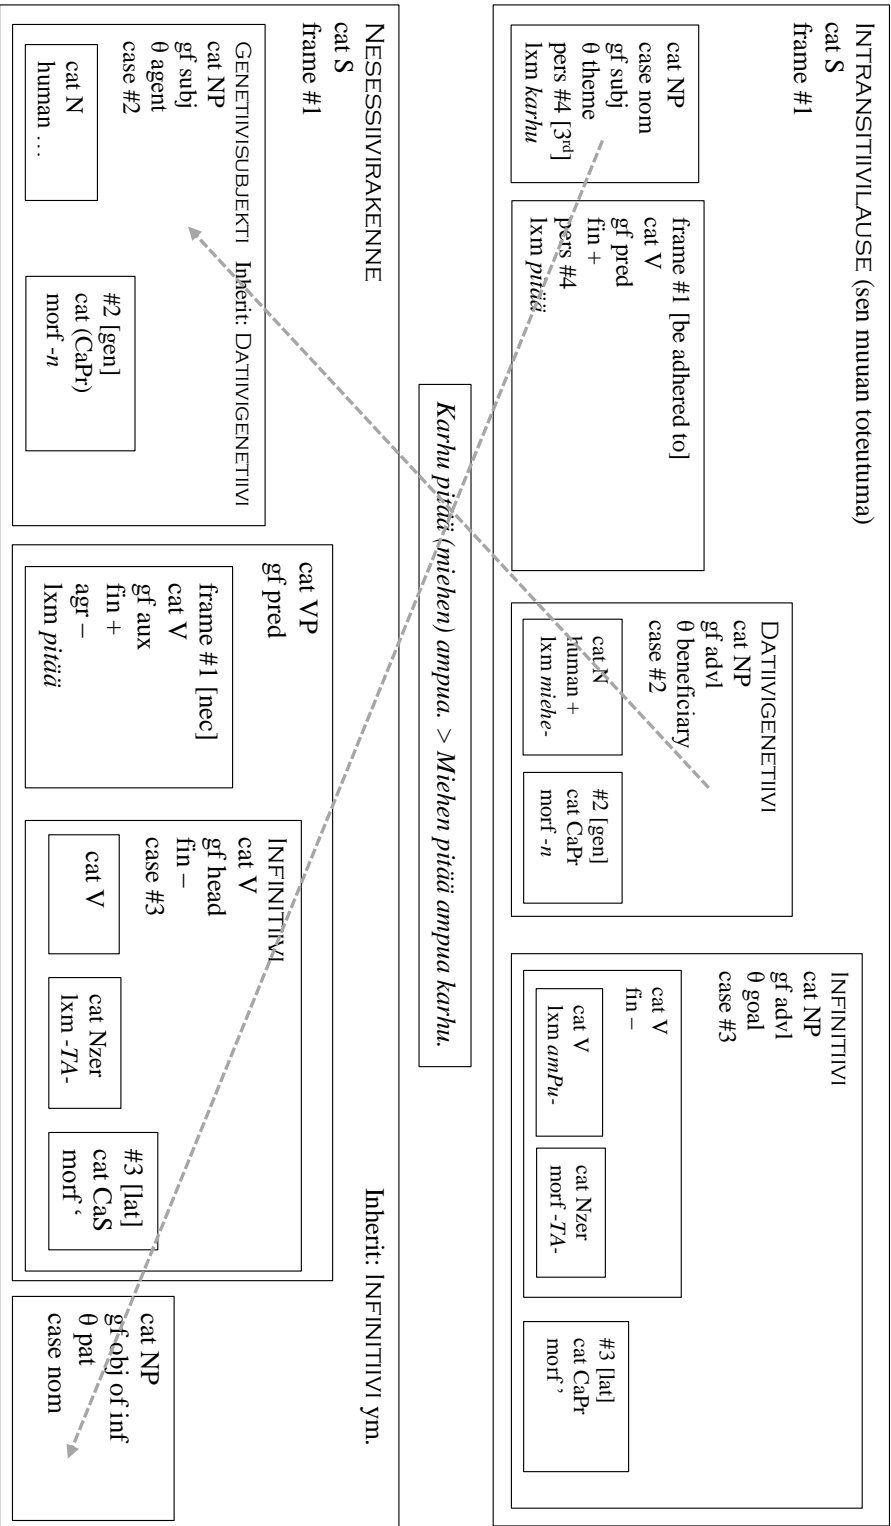 INTRANSITIIVILAUSE (sen muuan toteutuma)
cat S
frame #1
cat NP
case nom
gf subj
θ theme
pers #4 [3rd]
lxm karhu
frame #1 [be adhered to]
cat V
gf pred
fin +
pers #4
lxm pitää
DATIIVIGENETIIVI
cat NP
gf advl
θ beneficiary
case #2
cat N
human +
lxm miehe-
#2 [gen]
cat CaPr
morf -n
INFINITIIVI
cat NP
gf advl
θ goal
case #3
cat V
fin –
cat V
lxm amPu-
cat Nzer
morf -TA-
#3 [lat]
cat CaPr
morf ’
Karhu pitää (miehen) ampua. > Miehen pitää ampua karhu.
NESESSIIVIRAKENNE
Inherit: INFINITIIVI ym.
cat S
frame #1
GENETIIVISUBJEKTI Inherit: DATIIVIGENETIIVI
cat NP
gf subj
θ agent
case #2
cat N
human …
#2 [gen]
cat (CaPr)
morf -n
cat VP
gf pred
frame #1 [nec]
cat V
gf aux
fin +
agr –
lxm pitää
INFINITIIVI
cat V
gf head
fin –
case #3
cat V
cat Nzer
lxm -TA-
#3 [lat]
cat CaS
morf ‘
cat NP
gf obj of inf
θ pat
case nom